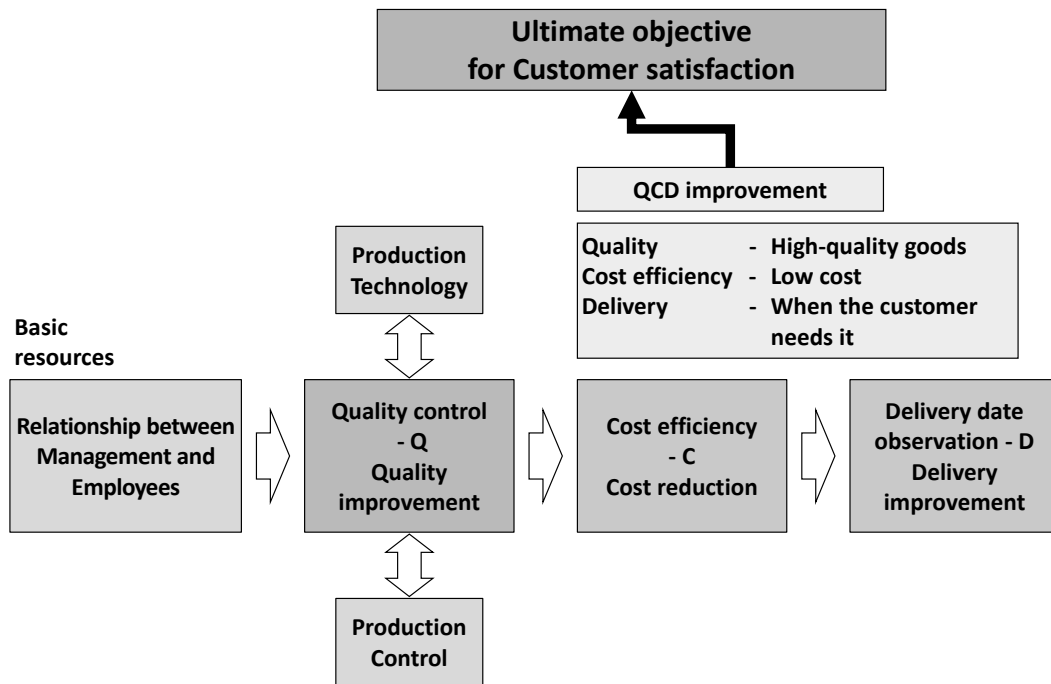 Ultimate objective
for Customer satisfaction
QCD improvement
Quality - High-quality goods
Cost efficiency - Low cost
Delivery - When the customer
needs it
Production
Technology
Basic
resources
Relationship between
Management and
Employees
Quality control
- Q
Quality
improvement
Cost efficiency
- C
Cost reduction
Delivery date
observation - D
Delivery
improvement
Production
Control